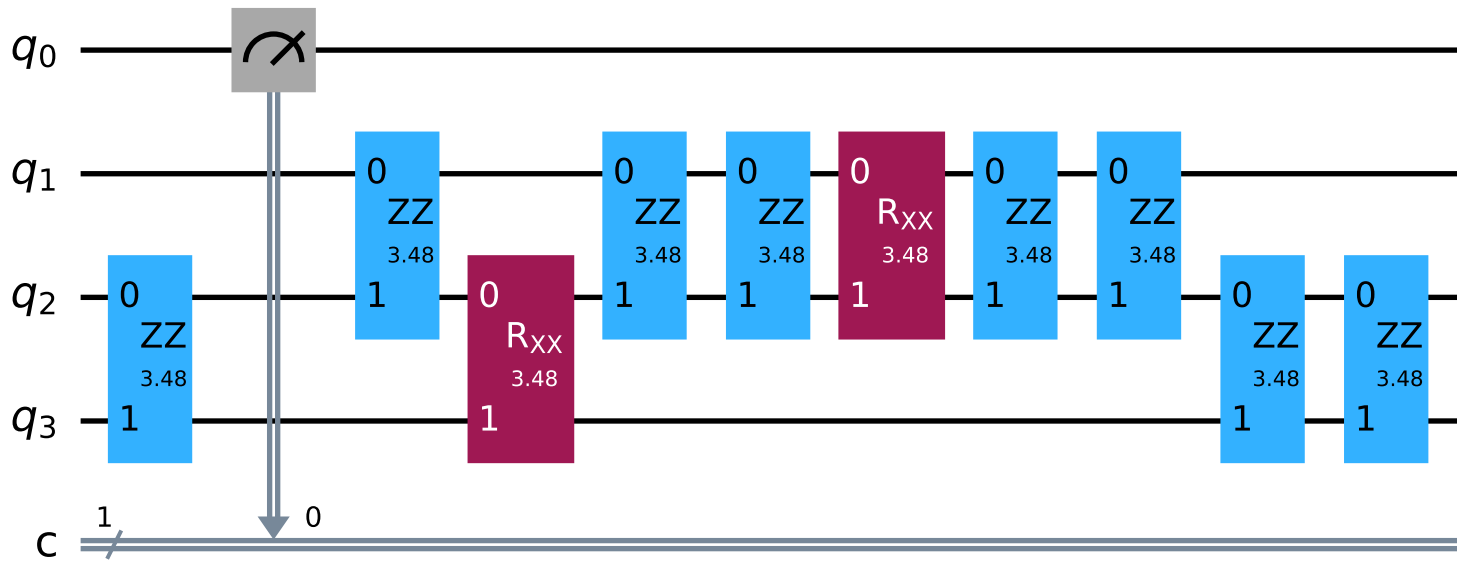 q0
q1
0 0 0 0 0 0
ZZ ZZ ZZ RXX ZZ ZZ
3.48 3.48 3.48 3.48 3.48 3.48
q2
0 1 0 1 1 1 1 1 0 0
ZZ RXX ZZ ZZ
3.48 3.48 3.48 3.48
q3
1 1 1 1
1 0
c